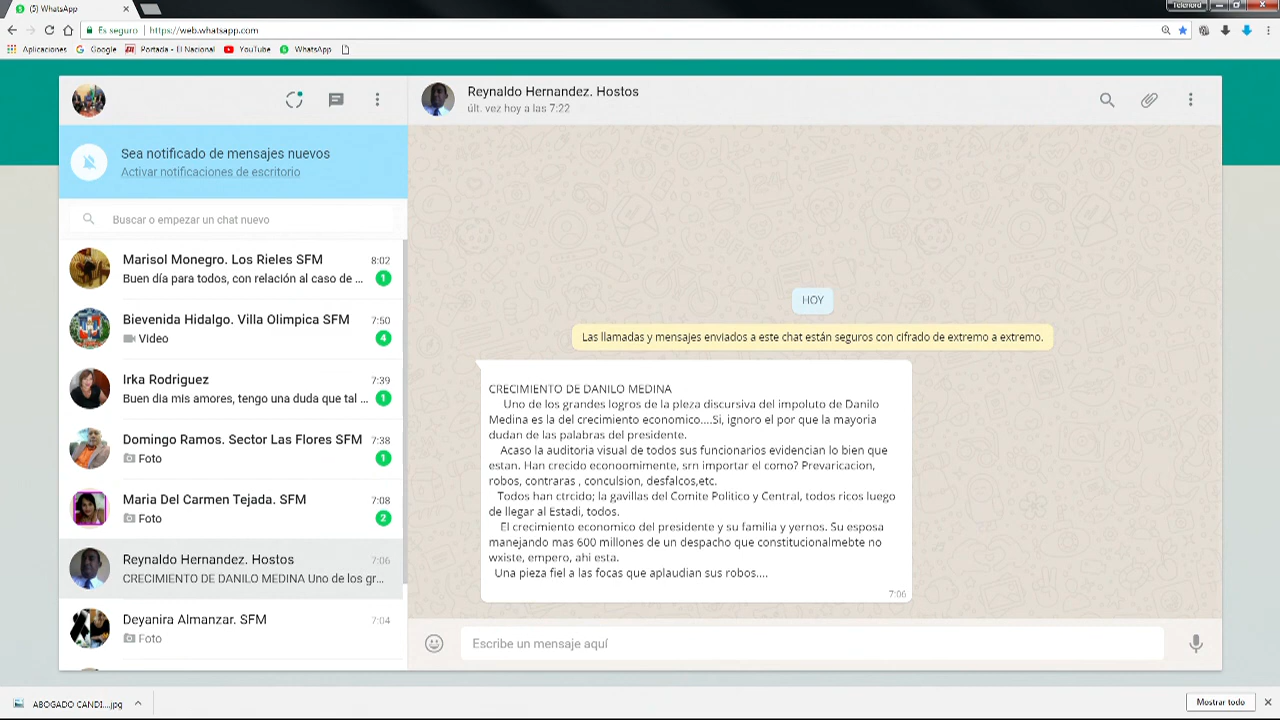 (5) WhatsApp
Telenord
Es seguro | https://web.whatsapp.com
Aplicaciones Google Portada - El Nacional YouTube WhatsApp
Reynaldo Hernandez. Hostos
últ. vez hoy a las 7:22
Sea notificado de mensajes nuevos
Activar notificaciones de escritorio
Buscar o empezar un chat nuevo
Marisol Monegro. Los Rieles SFM 8:02
Buen día para todos, con relación al caso de ... 1
Bievenida Hidalgo. Villa Olimpica SFM 7:50
Video 4
Irka Rodriguez 7:39
Buen dia mis amores, tengo una duda que tal ... 1
Domingo Ramos. Sector Las Flores SFM 7:38
Foto 1
Maria Del Carmen Tejada. SFM 7:08
Foto 2
Reynaldo Hernandez. Hostos 7:06
CRECIMIENTO DE DANILO MEDINA Uno de los gr...
Deyanira Almanzar. SFM 7:04
Foto
HOY
Las llamadas y mensajes enviados a este chat están seguros con cifrado de extremo a extremo.
CRECIMIENTO DE DANILO MEDINA
Uno de los grandes logros de la pleza discursiva del impoluto de Danilo
Medina es la del crecimiento economico....Si, ignoro el por que la mayoria
dudan de las palabras del presidente.
Acaso la auditoria visual de todos sus funcionarios evidencian lo bien que
estan. Han crecido econoomimente, srn importar el como? Prevaricacion,
robos, contraras , conculsion, desfalcos,etc.
Todos han ctrcido; la gavillas del Comite Politico y Central, todos ricos luego
de llegar al Estadi, todos.
El crecimiento economico del presidente y su familia y yernos. Su esposa
manejando mas 600 millones de un despacho que constitucionalmebte no
wxiste, empero, ahi esta.
Una pieza fiel a las focas que aplaudian sus robos....
7:06
Escribe un mensaje aquí
ABOGADO CANDI....jpg
Mostrar todo